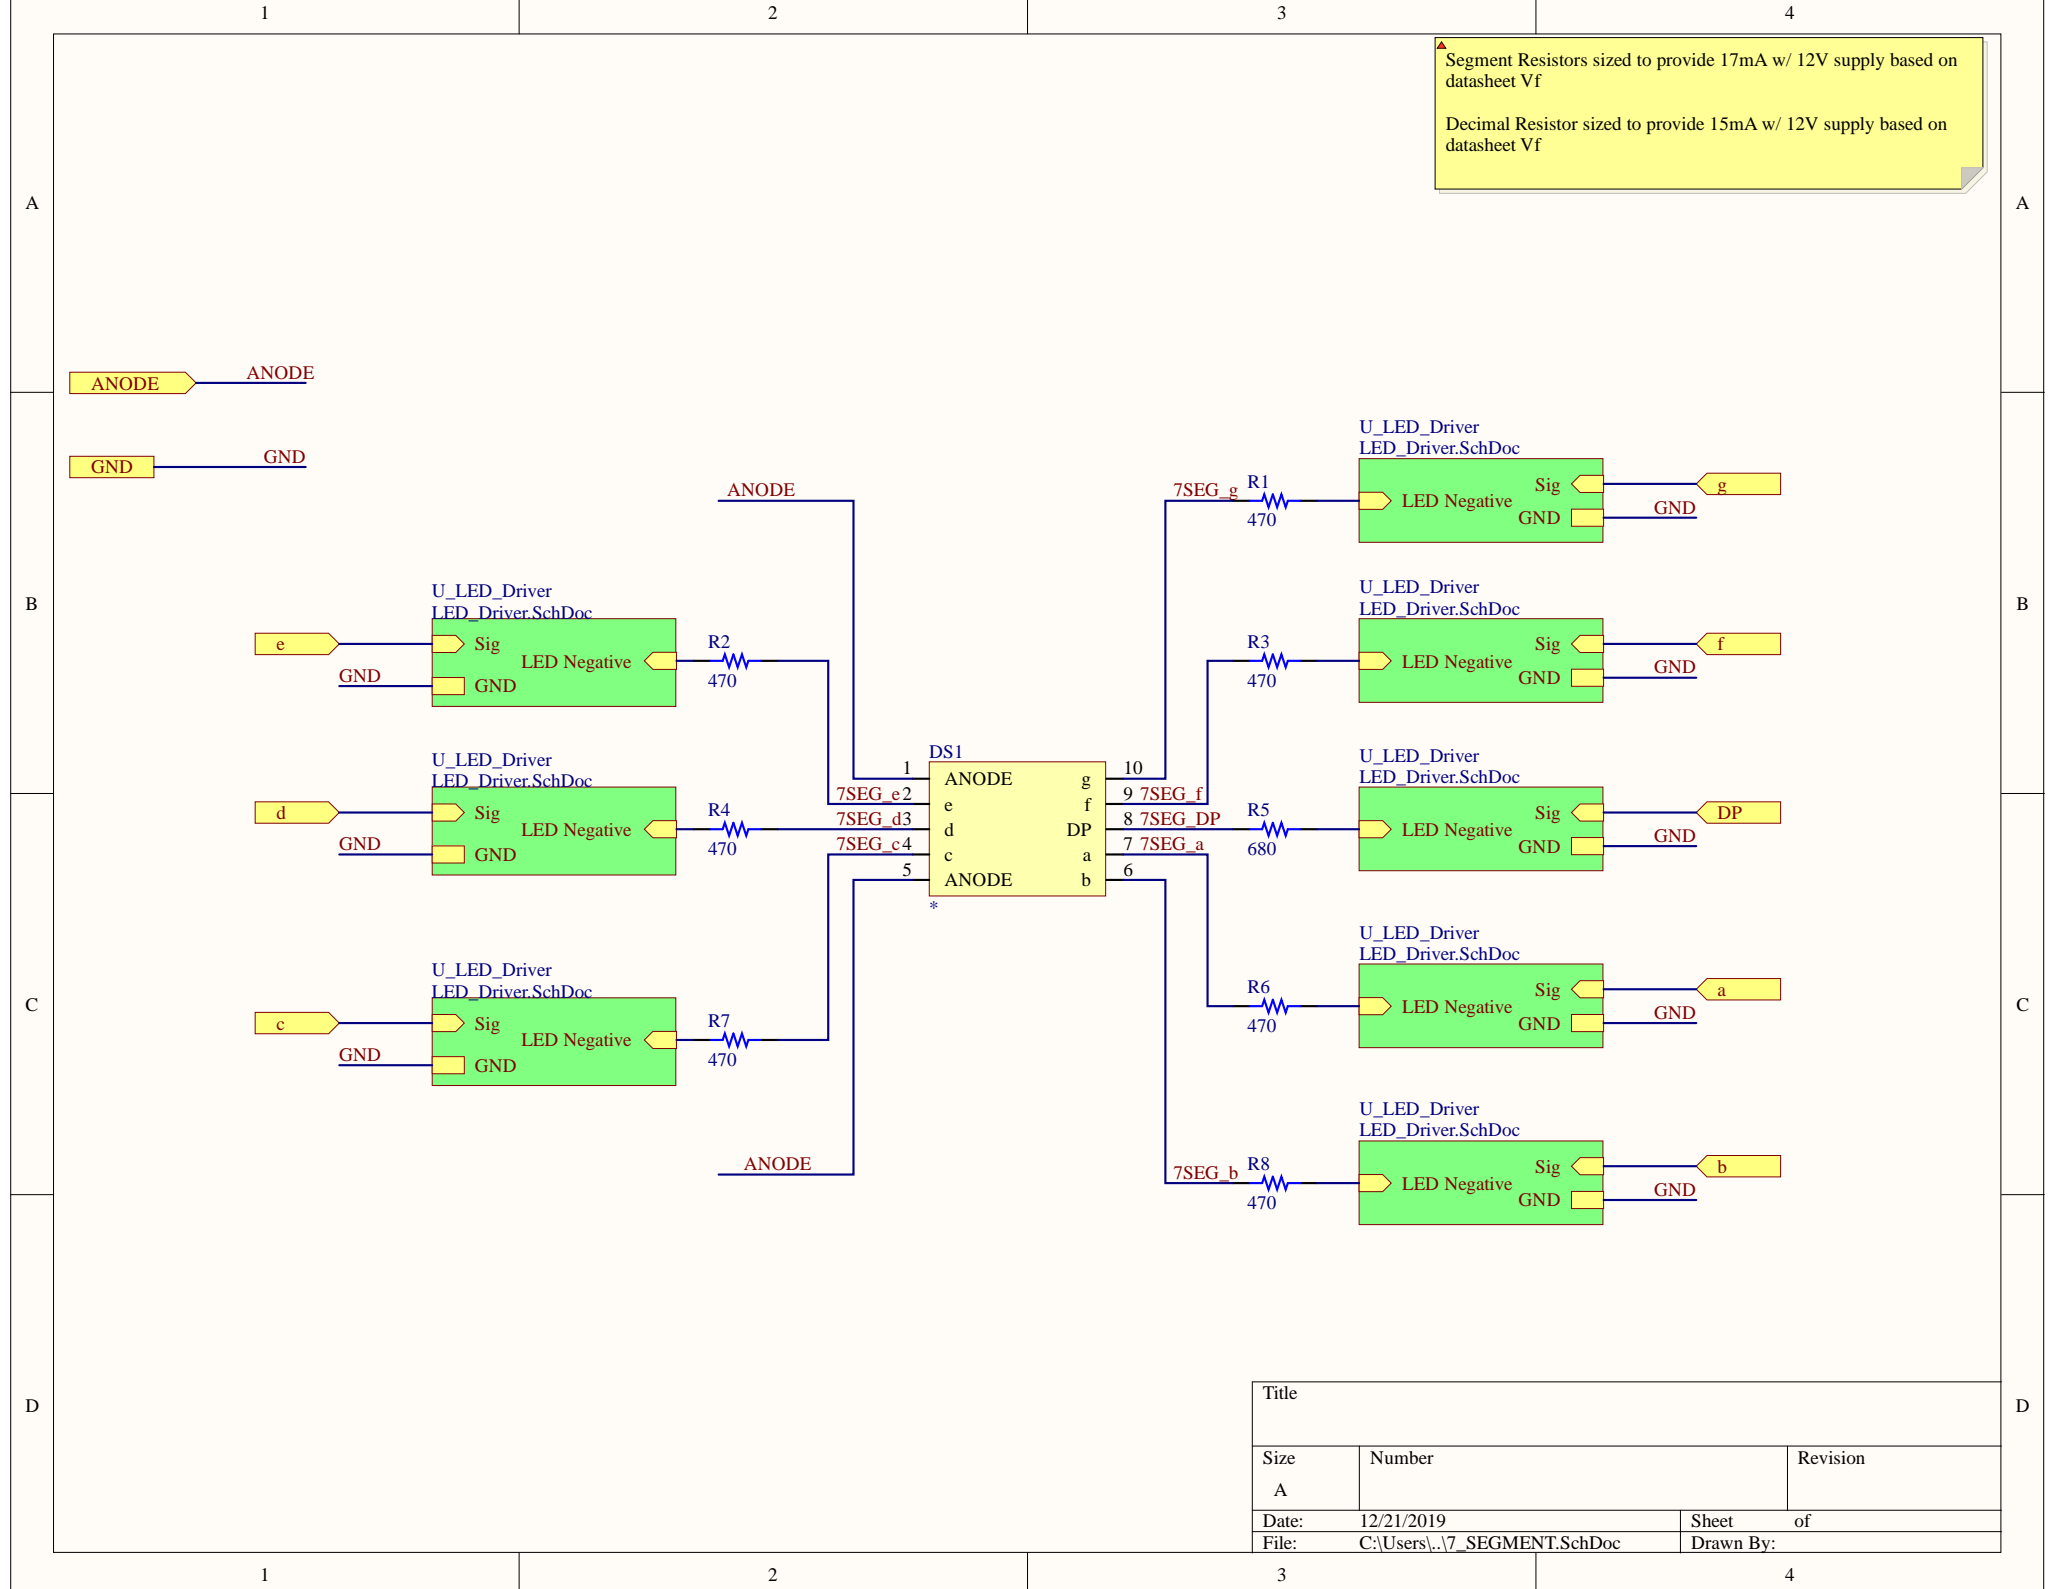 1 2 3 4
Segment Resistors sized to provide 17mA w/ 12V supply based on
datasheet Vf
Decimal Resistor sized to provide 15mA w/ 12V supply based on
datasheet Vf
A A
ANODE ANODE
GND GND
ANODE
U_LED_Driver
LED_Driver.SchDoc
7SEG_g R1
470
LED Negative
Sig
GND
g
GND
B B
U_LED_Driver
LED_Driver.SchDoc
e
GND
Sig
LED Negative
GND
R2
470
U_LED_Driver
LED_Driver.SchDoc
R3
470
LED Negative
Sig
GND
f
GND
U_LED_Driver
LED_Driver.SchDoc
d
GND
Sig
LED Negative
GND
R4
470
DS1
1 ANODE g 10
7SEG_e 2 e f 9 7SEG_f
7SEG_d 3 d DP 8 7SEG_DP
7SEG_c 4 c a 7 7SEG_a
5 ANODE b 6
*
U_LED_Driver
LED_Driver.SchDoc
R5
680
LED Negative
Sig
GND
DP
GND
C C
U_LED_Driver
LED_Driver.SchDoc
c
GND
Sig
LED Negative
GND
R7
470
U_LED_Driver
LED_Driver.SchDoc
R6
470
LED Negative
Sig
GND
a
GND
ANODE
U_LED_Driver
LED_Driver.SchDoc
7SEG_b R8
470
LED Negative
Sig
GND
b
GND
D D
Title
Size Number Revision
A
Date: 12/21/2019 Sheet of
File: C:\Users\..\7_SEGMENT.SchDoc Drawn By:
1 2 3 4